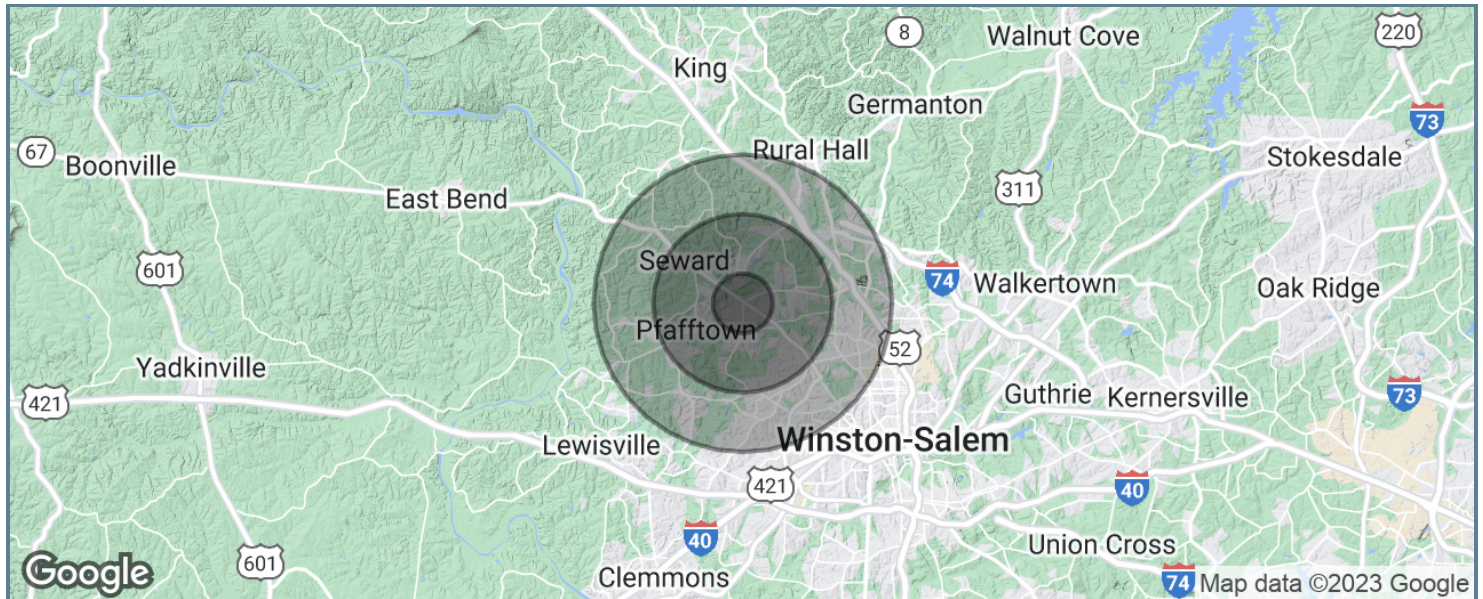 8
Walnut Cove
220
King
Germanton
73
67
Boonville
Rural Hall
Stokesdale
East Bend
311
601
Seward
74
Walkertown
Oak Ridge
Pfafftown
52
Yadkinville
421
Guthrie
Kernersville
73
Lewisville
Winston-Salem
421
40
40
Union Cross
601
Google
Clemmons
74
Map data ©2023 Google